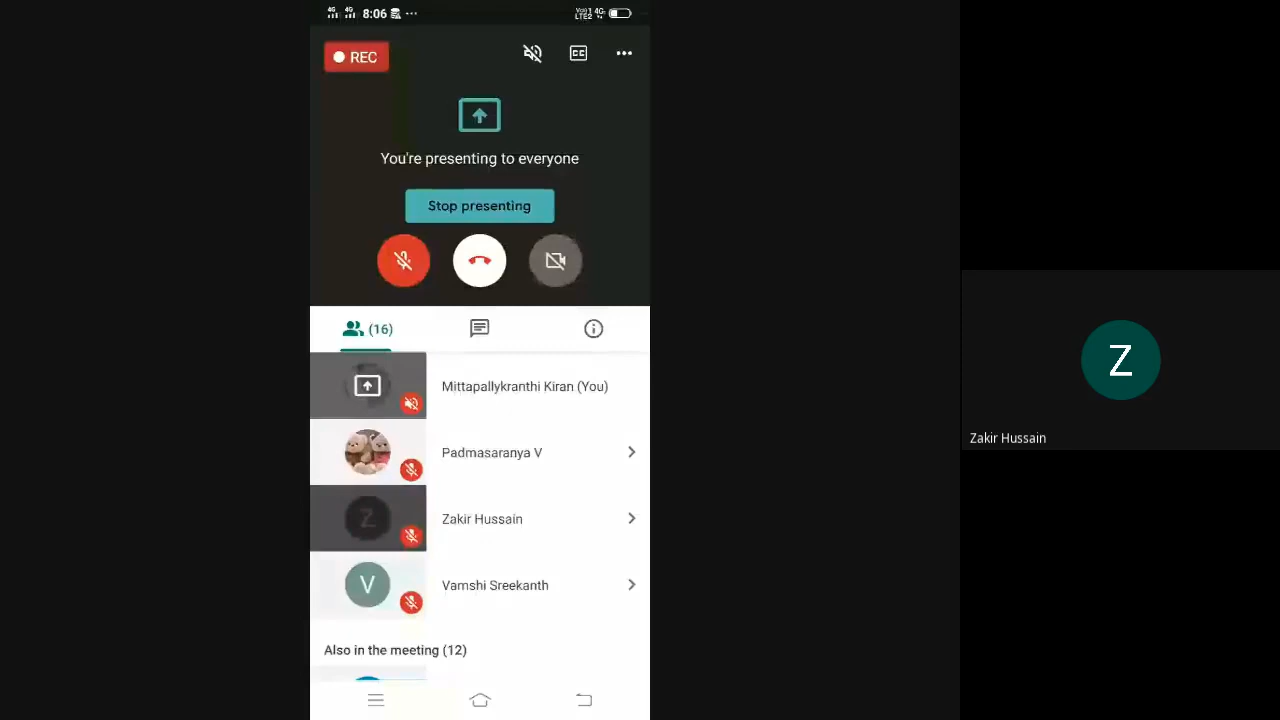 8:06
REC
You're presenting to everyone
Stop presenting
(16)
Mittapallykranthi Kiran (You)
Padmasaranya V
Z
Zakir Hussain
V
Vamshi Sreekanth
Also in the meeting (12)
Z
Zakir Hussain